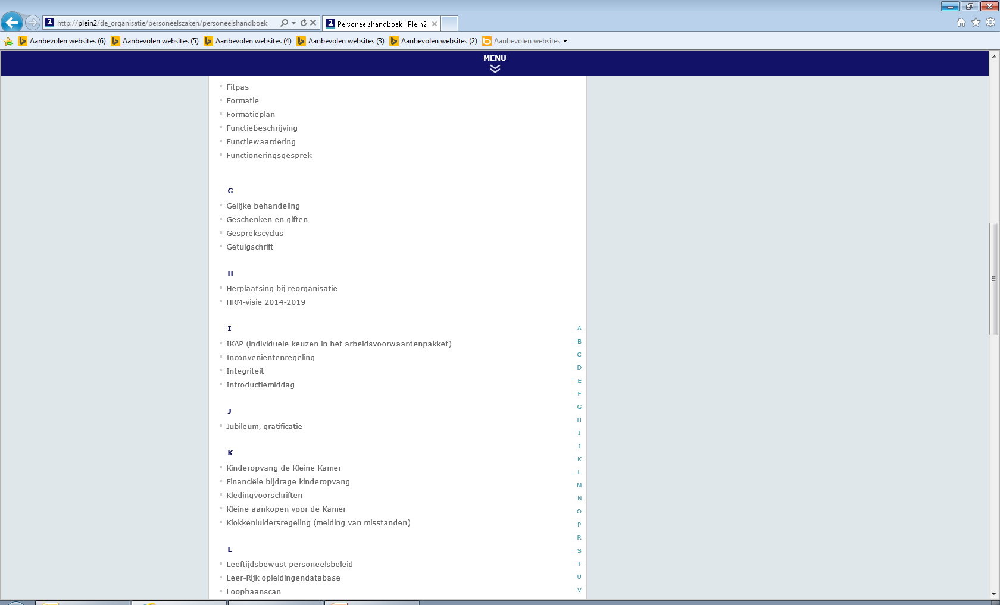 2 http://plein2/de_organisatie/personeelszaken/personeelshandboek
2 Personeelshandboek | Plein2
Aanbevolen websites (6) Aanbevolen websites (5) Aanbevolen websites (4) Aanbevolen websites (3) Aanbevolen websites (2) Aanbevolen websites
MENU
Fitpas
Formatie
Formatieplan
Functiebeschrijving
Functiewaardering
Functioneringsgesprek
G
Gelijke behandeling
Geschenken en giften
Gesprekscyclus
Getuigschrift
H
Herplaatsing bij reorganisatie
HRM-visie 2014-2019
I
IKAP (individuele keuzen in het arbeidsvoorwaardenpakket)
Inconveniëntenregeling
Integriteit
Introductiemiddag
J
Jubileum, gratificatie
K
Kinderopvang de Kleine Kamer
Financiële bijdrage kinderopvang
Kledingvoorschriften
Kleine aankopen voor de Kamer
Klokkenluidersregeling (melding van misstanden)
L
Leeftijdsbewust personeelsbeleid
Leer-Rijk opleidingendatabase
Loopbaanscan
A
B
C
D
E
F
G
H
I
J
K
L
M
N
O
P
R
S
T
U
V